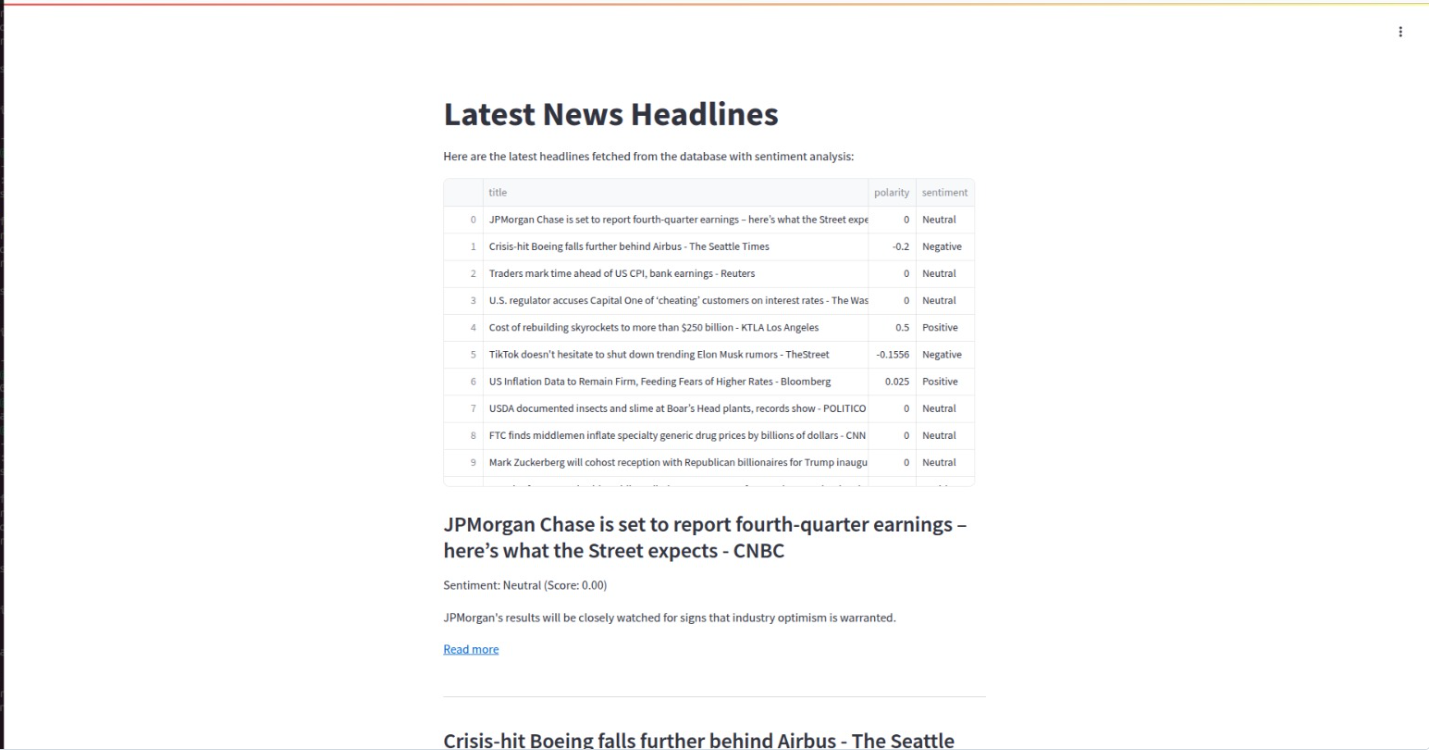 Latest News Headlines
Here are the latest headlines fetched from the database with sentiment analysis:
title polarity sentiment
0 JPMorgan Chase is set to report fourth-quarter earnings – here’s what the Street expe 0 Neutral
1 Crisis-hit Boeing falls further behind Airbus - The Seattle Times -0.2 Negative
2 Traders mark time ahead of US CPI, bank earnings - Reuters 0 Neutral
3 U.S. regulator accuses Capital One of ‘cheating’ customers on interest rates - The Was 0 Neutral
4 Cost of rebuilding skyrockets to more than $250 billion - KTLA Los Angeles 0.5 Positive
5 TikTok doesn’t hesitate to shut down trending Elon Musk rumors - TheStreet -0.1556 Negative
6 US Inflation Data to Remain Firm, Feeding Fears of Higher Rates - Bloomberg 0.025 Positive
7 USDA documented insects and slime at Boar’s Head plants, records show - POLITICO 0 Neutral
8 FTC finds middlemen inflate specialty generic drug prices by billions of dollars - CNN 0 Neutral
9 Mark Zuckerberg will cohost reception with Republican billionaires for Trump inaugu 0 Neutral
JPMorgan Chase is set to report fourth-quarter earnings –
here’s what the Street expects - CNBC
Sentiment: Neutral (Score: 0.00)
JPMorgan's results will be closely watched for signs that industry optimism is warranted.
Read more
Crisis-hit Boeing falls further behind Airbus - The Seattle